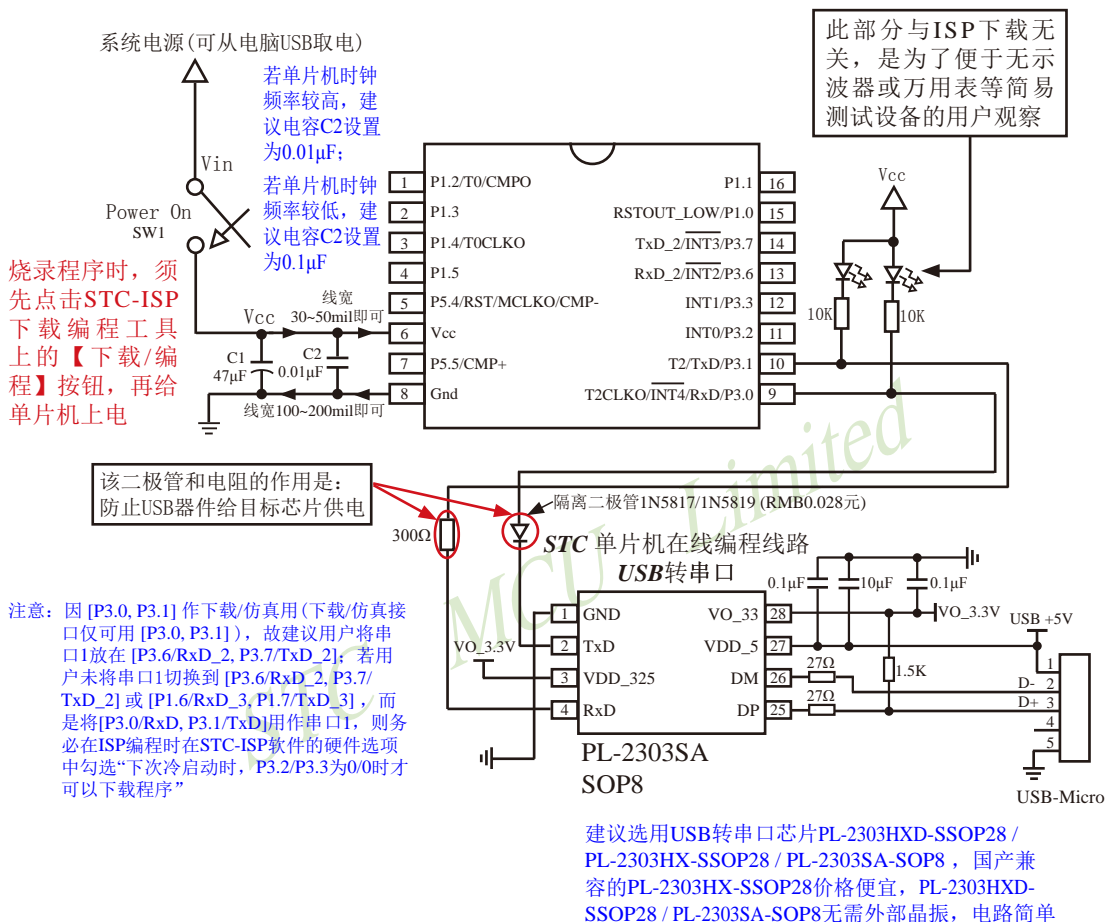 系统电源(可从电脑USB取电)
若单片机时钟
频率较高，建
议电容C2设置
为0.01μF；
若单片机时钟
频率较低，建
议电容C2设置
为0.1μF
Vin
Power On
SW1
烧录程序时，须
先点击STC-ISP
下载编程工具
上的【下载/编
程】按钮，再给
单片机上电
Vcc
线宽
30~50mil即可
C1
47μF
C2
0.01μF
线宽100~200mil即可
1 P1.2/T0/CMPO
2 P1.3
3 P1.4/T0CLKO
4 P1.5
5 P5.4/RST/MCLKO/CMP-
6 Vcc
7 P5.5/CMP+
8 Gnd
P1.1 16
RSTOUT_LOW/P1.0 15
TxD_2/INT3/P3.7 14
RxD_2/INT2/P3.6 13
INT1/P3.3 12
INT0/P3.2 11
T2/TxD/P3.1 10
T2CLKO/INT4/RxD/P3.0 9
此部分与ISP下载无
关，是为了便于无示
波器或万用表等简易
测试设备的用户观察
Vcc
10K
10K
该二极管和电阻的作用是：
防止USB器件给目标芯片供电
300Ω
隔离二极管1N5817/1N5819 (RMB0.028元)
STC 单片机在线编程线路
USB转串口
STC MCU Limited
注意：因 [P3.0, P3.1] 作下载/仿真用(下载/仿真接
口仅可用 [P3.0, P3.1] )，故建议用户将串
口1放在 [P3.6/RxD_2, P3.7/TxD_2]；若用
户未将串口1切换到 [P3.6/RxD_2, P3.7/
TxD_2] 或 [P1.6/RxD_3, P1.7/TxD_3] ，而
是将[P3.0/RxD, P3.1/TxD]用作串口1，则务
必在ISP编程时在STC-ISP软件的硬件选项
中勾选“下次冷启动时，P3.2/P3.3为0/0时才
可以下载程序”
VO_3.3V
1 GND
2 TxD
3 VDD_325
4 RxD
VO_33 28
VDD_5 27
DM 26
DP 25
PL-2303SA
SOP8
0.1μF
10μF
0.1μF
VO_3.3V
27Ω
27Ω
1.5K
USB +5V
1
D- 2
D+ 3
4
5
USB-Micro
建议选用USB转串口芯片PL-2303HXD-SSOP28 /
PL-2303HX-SSOP28 / PL-2303SA-SOP8 ，国产兼
容的PL-2303HX-SSOP28价格便宜，PL-2303HXD-
SSOP28 / PL-2303SA-SOP8无需外部晶振，电路简单